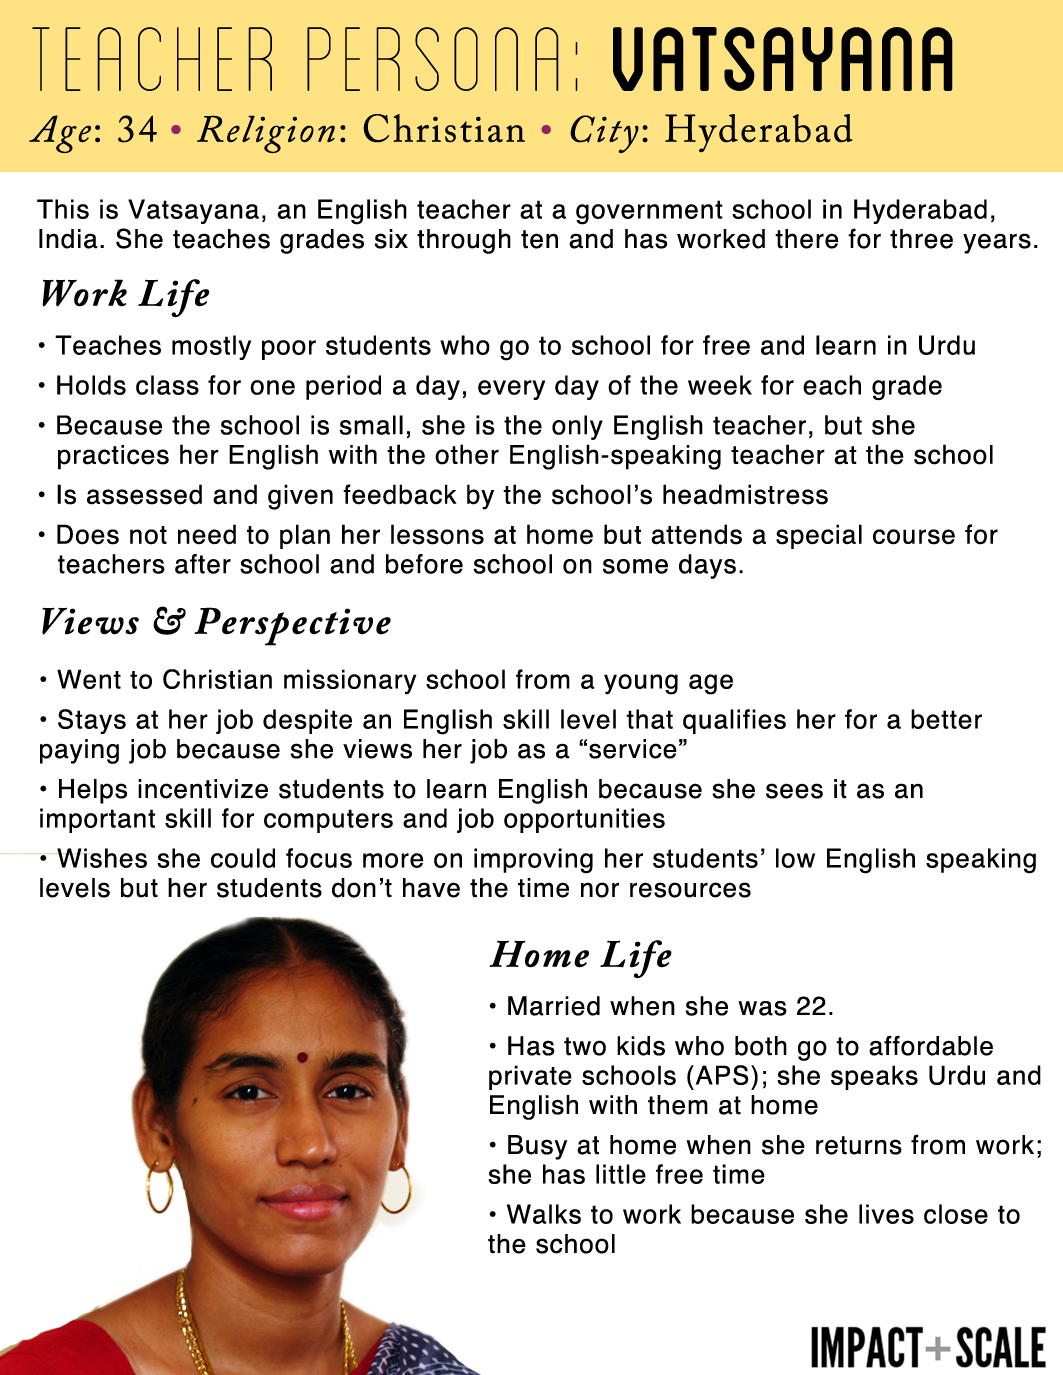 TEACHER PERSONA: VATSAYANA
Age: 34 • Religion: Christian • City: Hyderabad
This is Vatsayana, an English teacher at a government school in Hyderabad,
India. She teaches grades six through ten and has worked there for three years.
Work Life
• Teaches mostly poor students who go to school for free and learn in Urdu
• Holds class for one period a day, every day of the week for each grade
• Because the school is small, she is the only English teacher, but she
practices her English with the other English-speaking teacher at the school
• Is assessed and given feedback by the school’s headmistress
• Does not need to plan her lessons at home but attends a special course for
teachers after school and before school on some days.
Views & Perspective
• Went to Christian missionary school from a young age
• Stays at her job despite an English skill level that qualifies her for a better
paying job because she views her job as a “service”
• Helps incentivize students to learn English because she sees it as an
important skill for computers and job opportunities
• Wishes she could focus more on improving her students’ low English speaking
levels but her students don’t have the time nor resources
Home Life
• Married when she was 22.
• Has two kids who both go to affordable
private schools (APS); she speaks Urdu and
English with them at home
• Busy at home when she returns from work;
she has little free time
• Walks to work because she lives close to
the school
IMPACT+SCALE